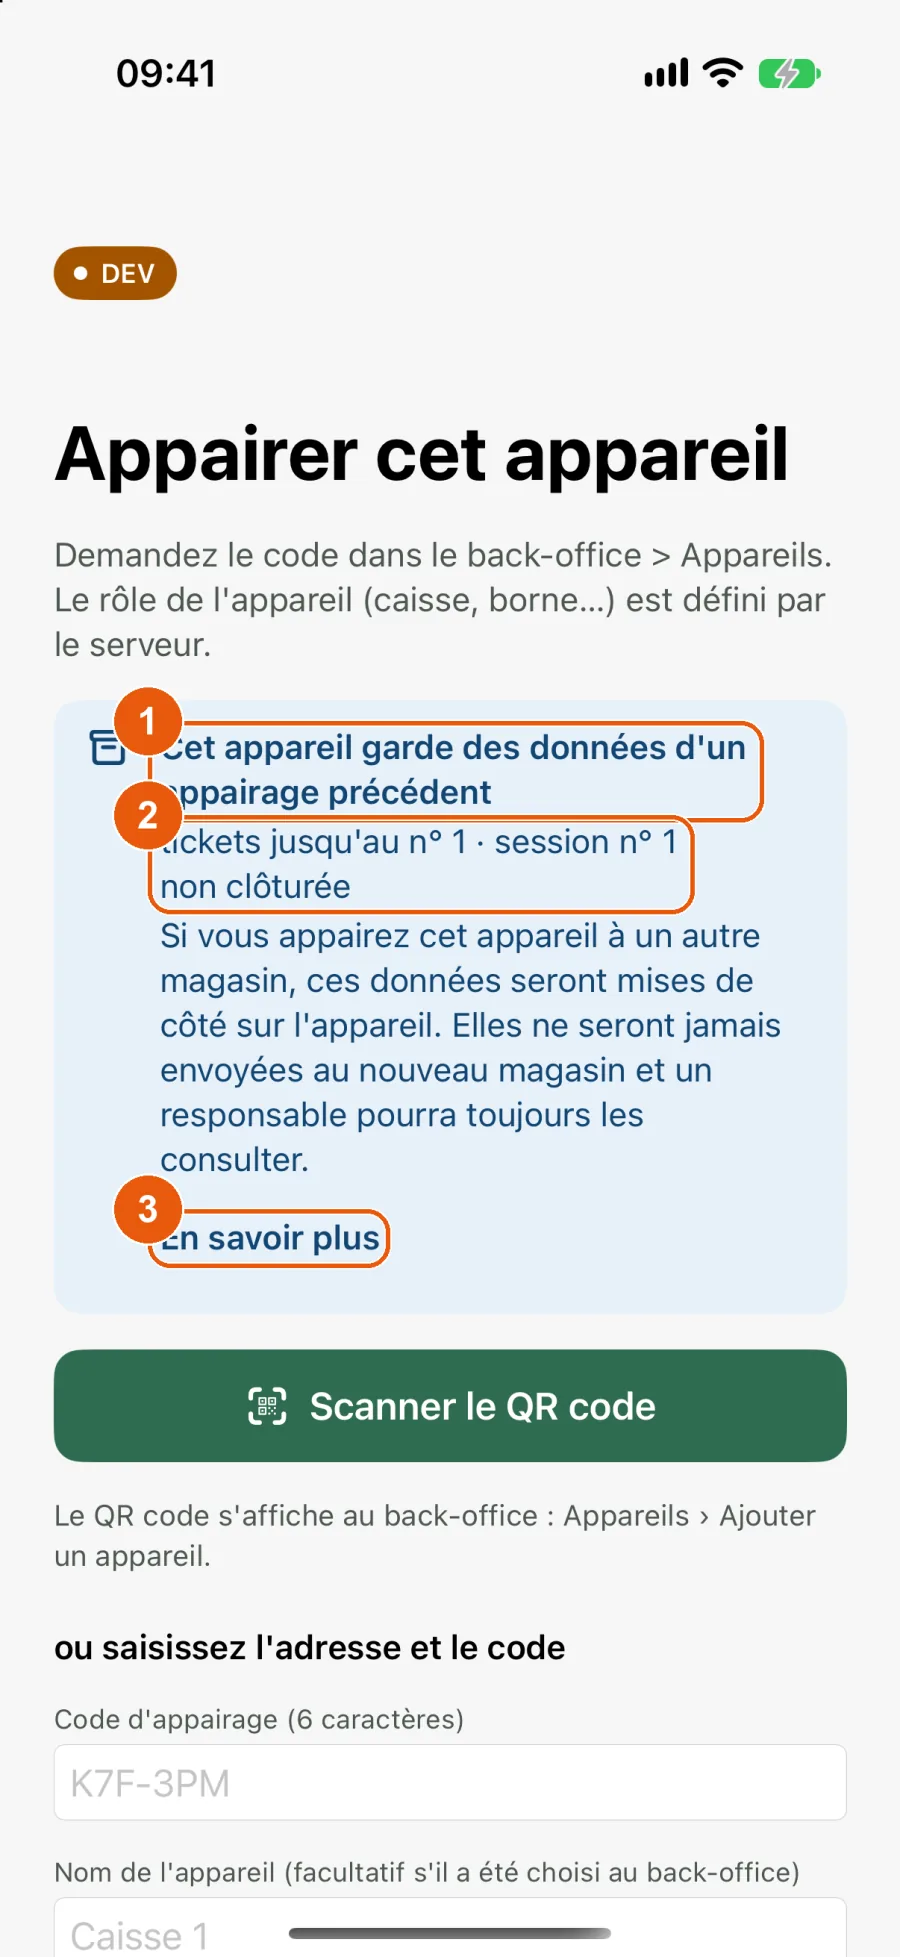 09:41
DEV
Appairer cet appareil
Demandez le code dans le back-office > Appareils.
Le rôle de l'appareil (caisse, borne...) est défini par
le serveur.
1
Cet appareil garde des données d'un
appairage précédent
2
tickets jusqu'au n° 1 · session n° 1
non clôturée
Si vous appairez cet appareil à un autre
magasin, ces données seront mises de
côté sur l'appareil. Elles ne seront jamais
envoyées au nouveau magasin et un
responsable pourra toujours les
consulter.
3
En savoir plus
Scanner le QR code
Le QR code s'affiche au back-office : Appareils › Ajouter
un appareil.
ou saisissez l'adresse et le code
Code d'appairage (6 caractères)
K7F-3PM
Nom de l'appareil (facultatif s'il a été choisi au back-office)
Caisse 1